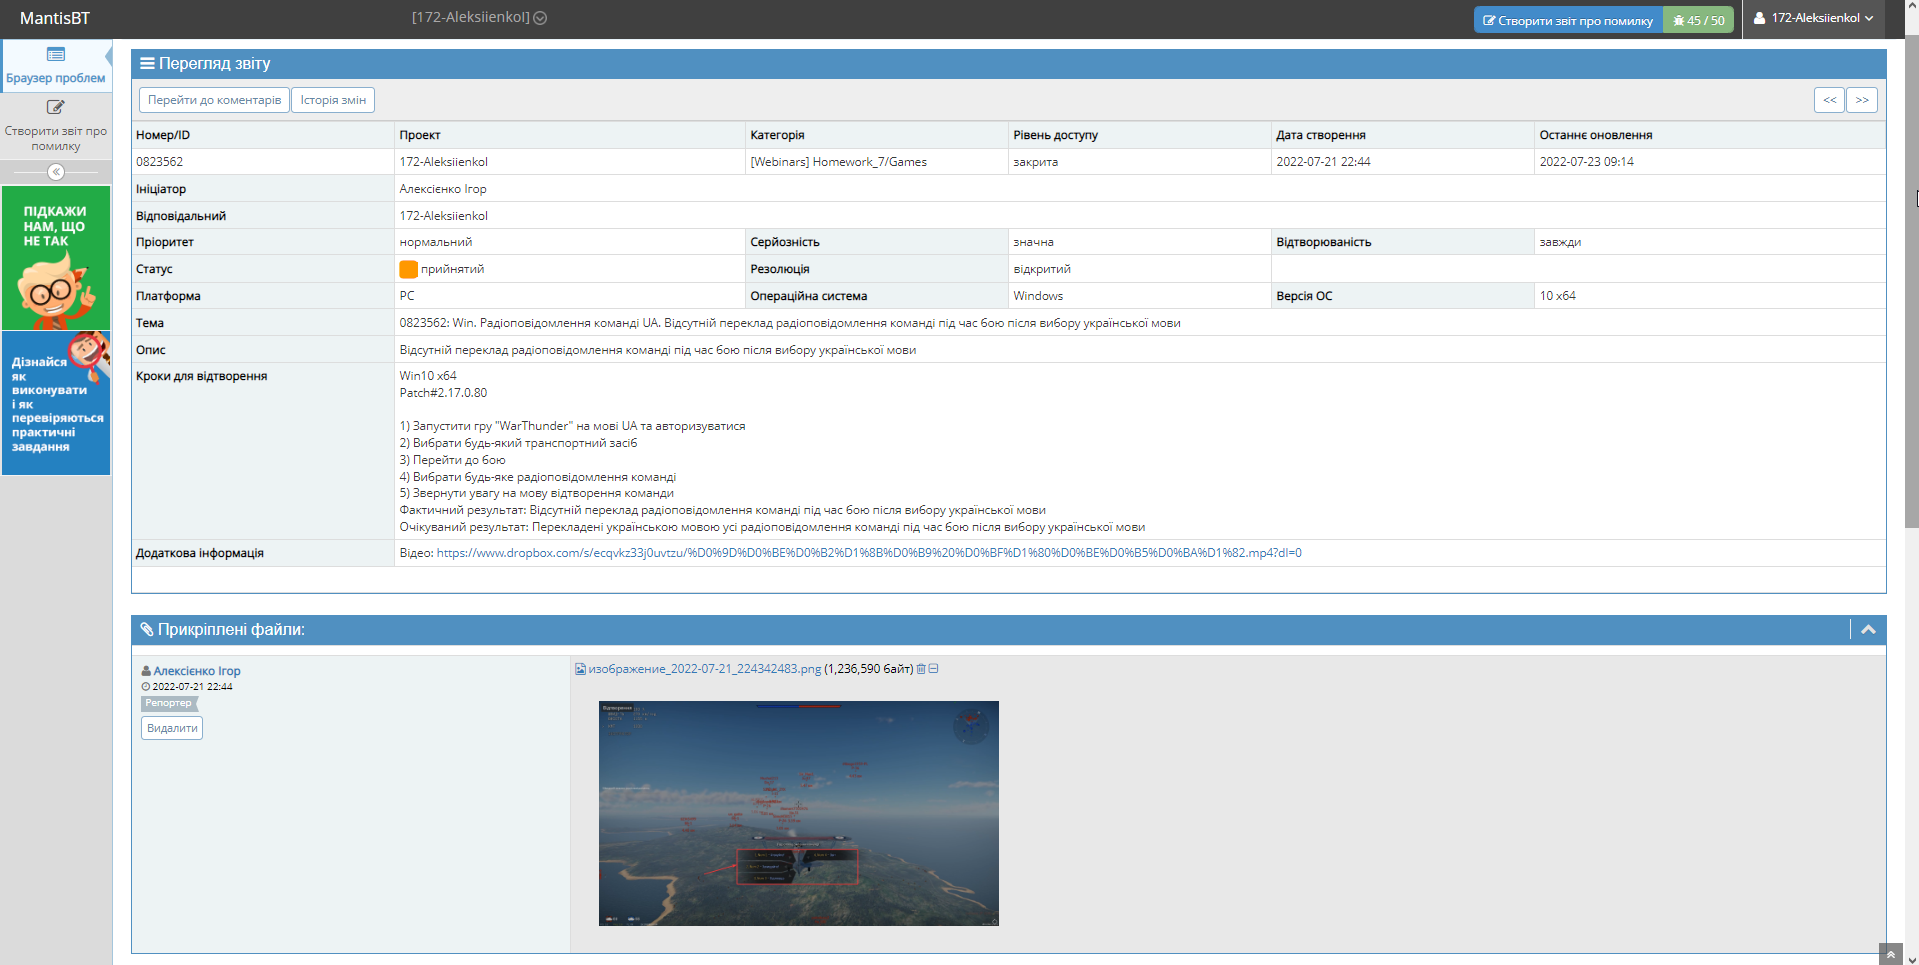 MantisBT
[172-Aleksiienkol]
Створити звіт про помилку
45 / 50
172-Aleksiienkol
Браузер проблем
Створити звіт про
помилку
ПІДКАЖИ
НАМ, ЩО
НЕ ТАК
Дізнайся
як
виконувати
і як
перевіряються
практичні
завдання
Перегляд звіту
Перейти до коментарів
Історія змін
<<
>>
Номер/ID Проект Категорія Рівень доступу Дата створення Останнє оновлення
0823562 172-Aleksiienkol [Webinars] Homework_7/Games закрита 2022-07-21 22:44 2022-07-23 09:14
Ініціатор Алексієнко Ігор
Відповідальний 172-Aleksiienkol
Пріоритет нормальний Серйозність значна Відтворюваність завжди
Статус прийнятий Резолюція відкритий
Платформа PC Операційна система Windows Версія ОС 10 x64
Тема 0823562: Win. Радіоповідомлення команді UA. Відсутній переклад радіоповідомлення команді під час бою після вибору української мови
Опис Відсутній переклад радіоповідомлення команді під час бою після вибору української мови
Кроки для відтворення Win10 x64
Patch#2.17.0.80
1) Запустити гру "WarThunder" на мові UA та авторизуватися
2) Вибрати будь-який транспортний засіб
3) Перейти до бою
4) Вибрати будь-яке радіоповідомлення команді
5) Звернути увагу на мову відтворення команди
Фактичний результат: Відсутній переклад радіоповідомлення команді під час бою після вибору української мови
Очікуваний результат: Перекладені українською мовою усі радіоповідомлення команді під час бою після вибору української мови
Додаткова інформація Відео: https://www.dropbox.com/s/ecqvkz33j0uvtzu/%D0%9D%D0%BE%D0%B2%D1%8B%D0%B9%20%D0%BF%D1%80%D0%BE%D0%B5%D0%BA%D1%82.mp4?dl=0
Прикріплені файли:
Алексієнко Ігор
2022-07-21 22:44
Репортер
Видалити
изображение_2022-07-21_224342483.png (1,236,590 байт)